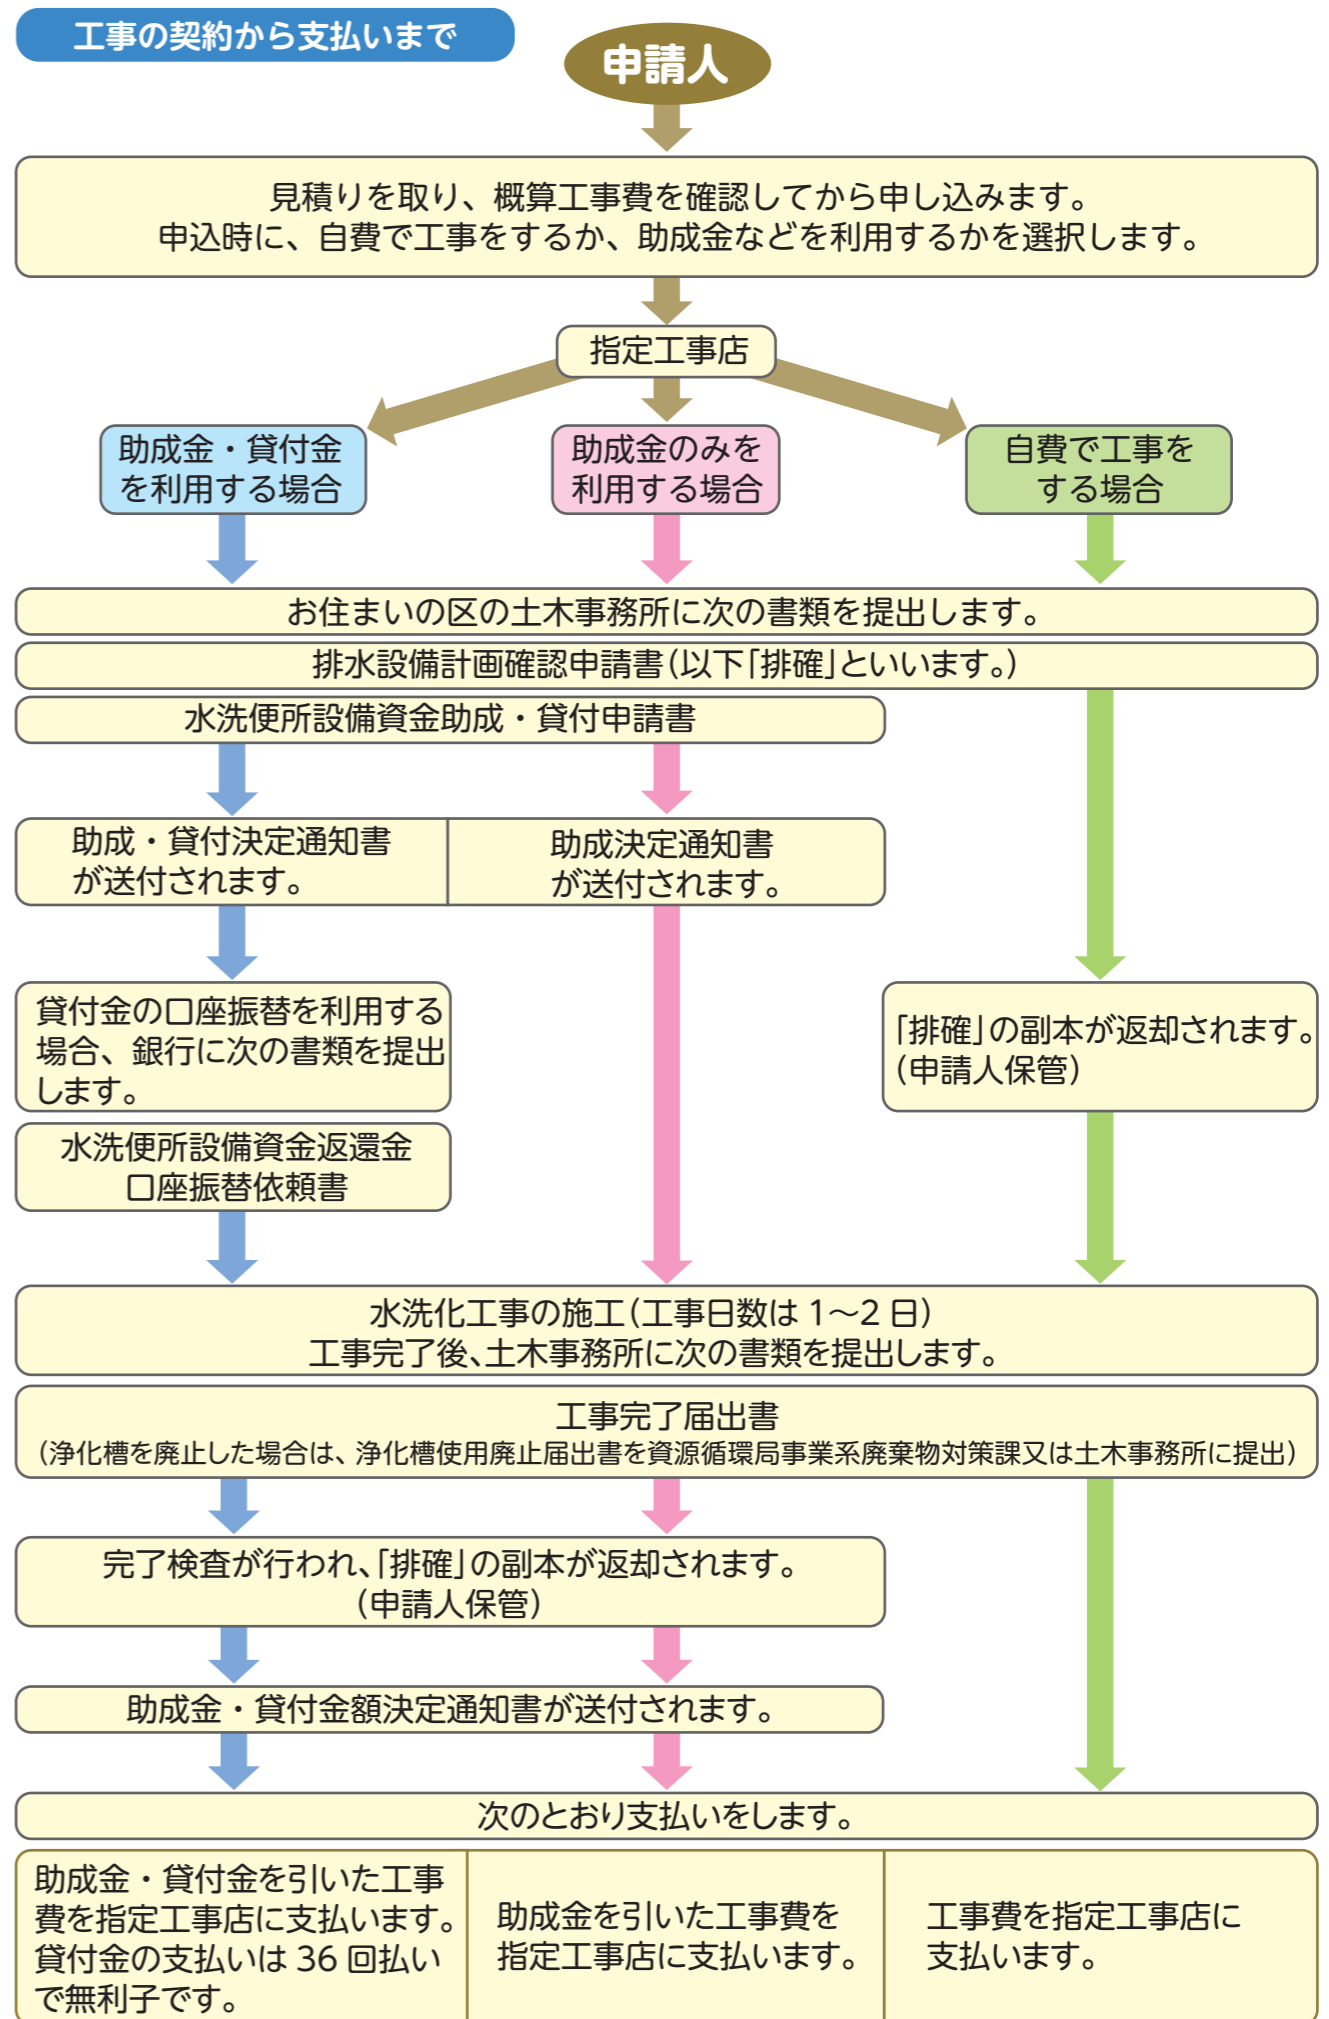 工事の契約から支払いまで
申請人
見積りを取り、概算工事費を確認してから申し込みます。
申込時に、自費で工事をするか、助成金などを利用するかを選択します。
指定工事店
助成金・貸付金
を利用する場合
助成金のみを
利用する場合
自費で工事を
する場合
お住まいの区の土木事務所に次の書類を提出します。
排水設備計画確認申請書(以下「排確」といいます。)
水洗便所設備資金助成・貸付申請書
助成・貸付決定通知書
が送付されます。
助成決定通知書
が送付されます。
貸付金の口座振替を利用する
場合、銀行に次の書類を提出
します。
「排確」の副本が返却されます。
(申請人保管)
水洗便所設備資金返還金
口座振替依頼書
水洗化工事の施工(工事日数は 1〜2 日)
工事完了後、土木事務所に次の書類を提出します。
工事完了届出書
(浄化槽を廃止した場合は、浄化槽使用廃止届出書を資源循環局事業系廃棄物対策課又は土木事務所に提出)
完了検査が行われ、「排確」の副本が返却されます。
(申請人保管)
助成金・貸付金額決定通知書が送付されます。
次のとおり支払いをします。
助成金・貸付金を引いた工事
費を指定工事店に支払います。
貸付金の支払いは 36 回払い
で無利子です。
助成金を引いた工事費を
指定工事店に支払います。
工事費を指定工事店に
支払います。